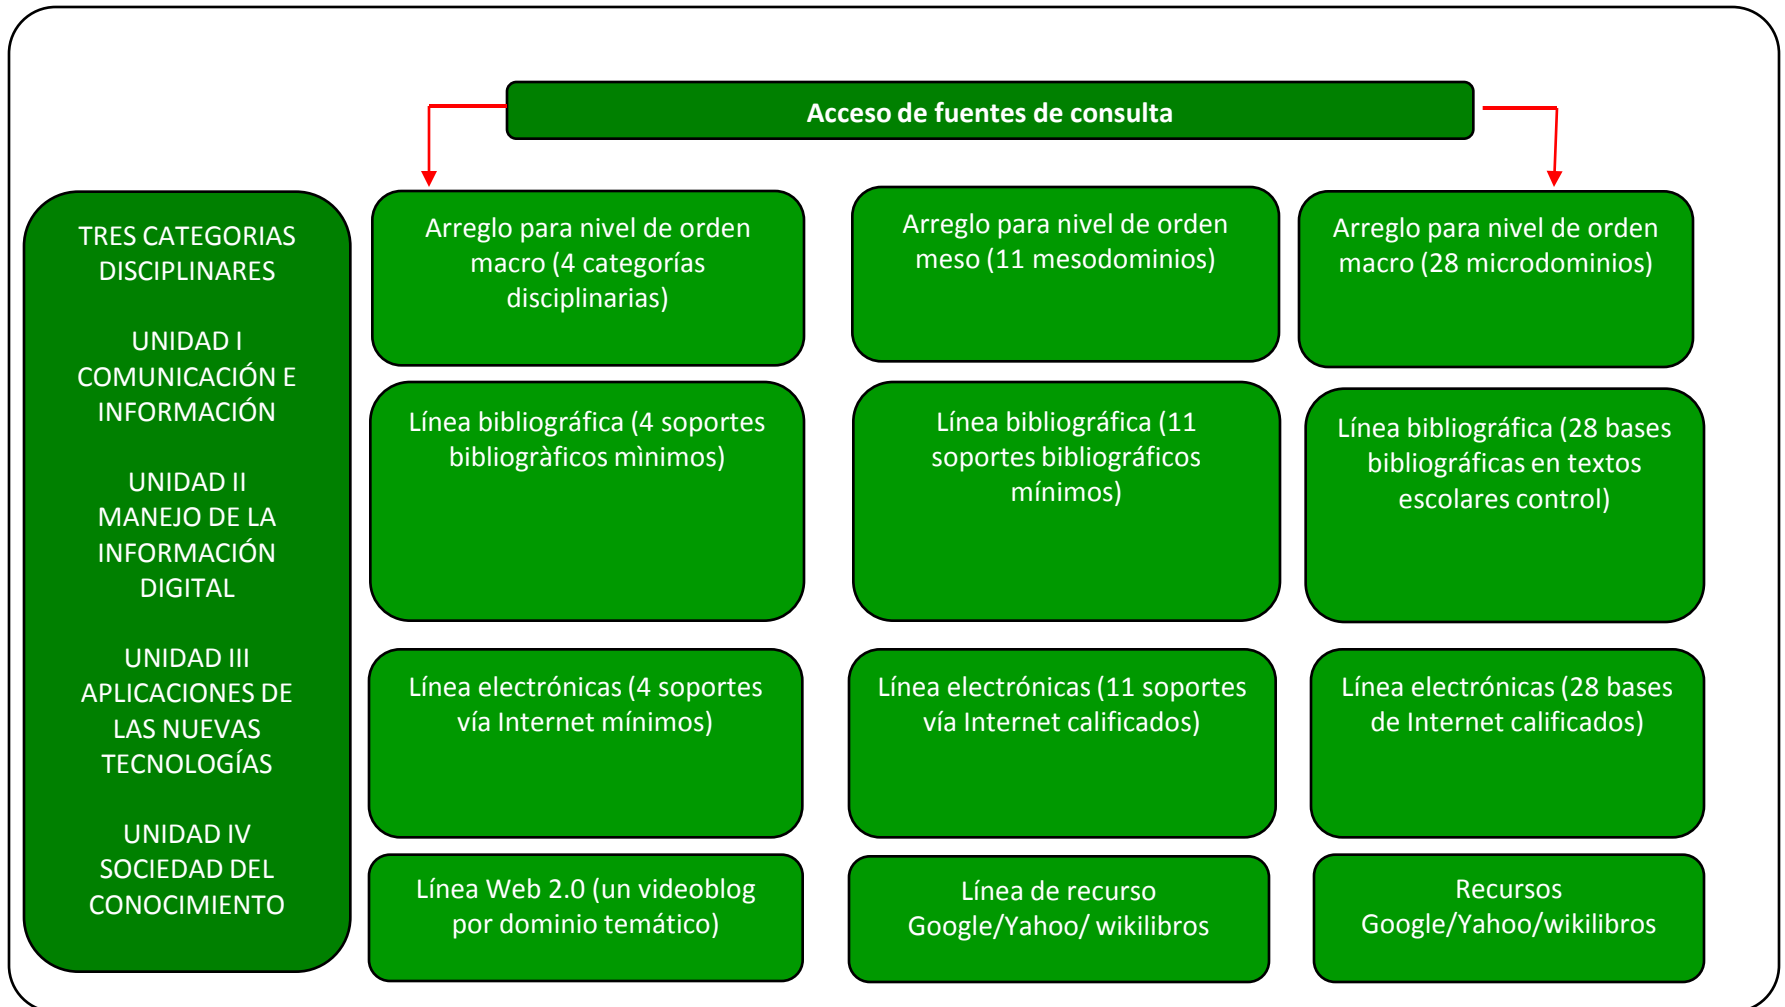 Acceso de fuentes de consulta
TRES CATEGORIAS
DISCIPLINARES
UNIDAD I
COMUNICACIÓN E
INFORMACIÓN
UNIDAD II
MANEJO DE LA
INFORMACIÓN
DIGITAL
UNIDAD III
APLICACIONES DE
LAS NUEVAS
TECNOLOGÍAS
UNIDAD IV
SOCIEDAD DEL
CONOCIMIENTO
Arreglo para nivel de orden
macro (4 categorías
disciplinarias)
Arreglo para nivel de orden
meso (11 mesodominios)
Arreglo para nivel de orden
macro (28 microdominios)
Línea bibliográfica (4 soportes
bibliogràficos mìnimos)
Línea bibliográfica (11
soportes bibliográficos
mínimos)
Línea bibliográfica (28 bases
bibliográficas en textos
escolares control)
Línea electrónicas (4 soportes
vía Internet mínimos)
Línea electrónicas (11 soportes
vía Internet calificados)
Línea electrónicas (28 bases
de Internet calificados)
Línea Web 2.0 (un videoblog
por dominio temático)
Línea de recurso
Google/Yahoo/ wikilibros
Recursos
Google/Yahoo/wikilibros